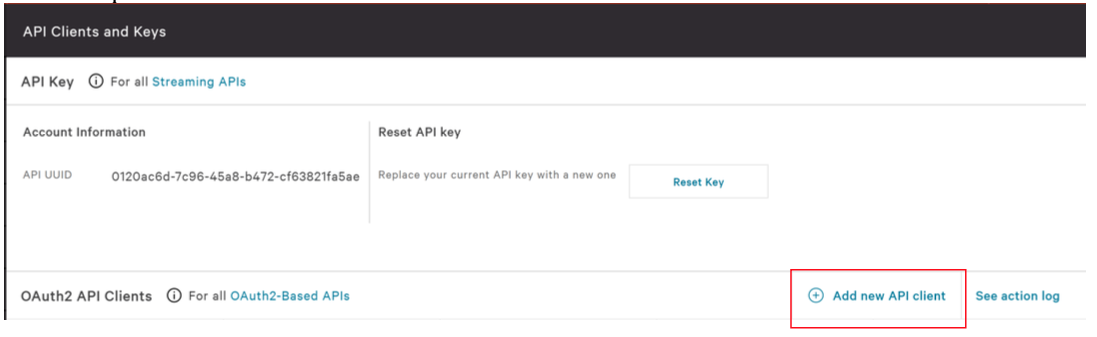 API Clients and Keys
API Key For all Streaming APIs
Account Information
API UUID 0120ac6d-7c96-45a8-b472-cf63821fa5ae
Reset API key
Replace your current API key with a new one Reset Key
OAuth2 API Clients For all OAuth2-Based APIs Add new API client See action log